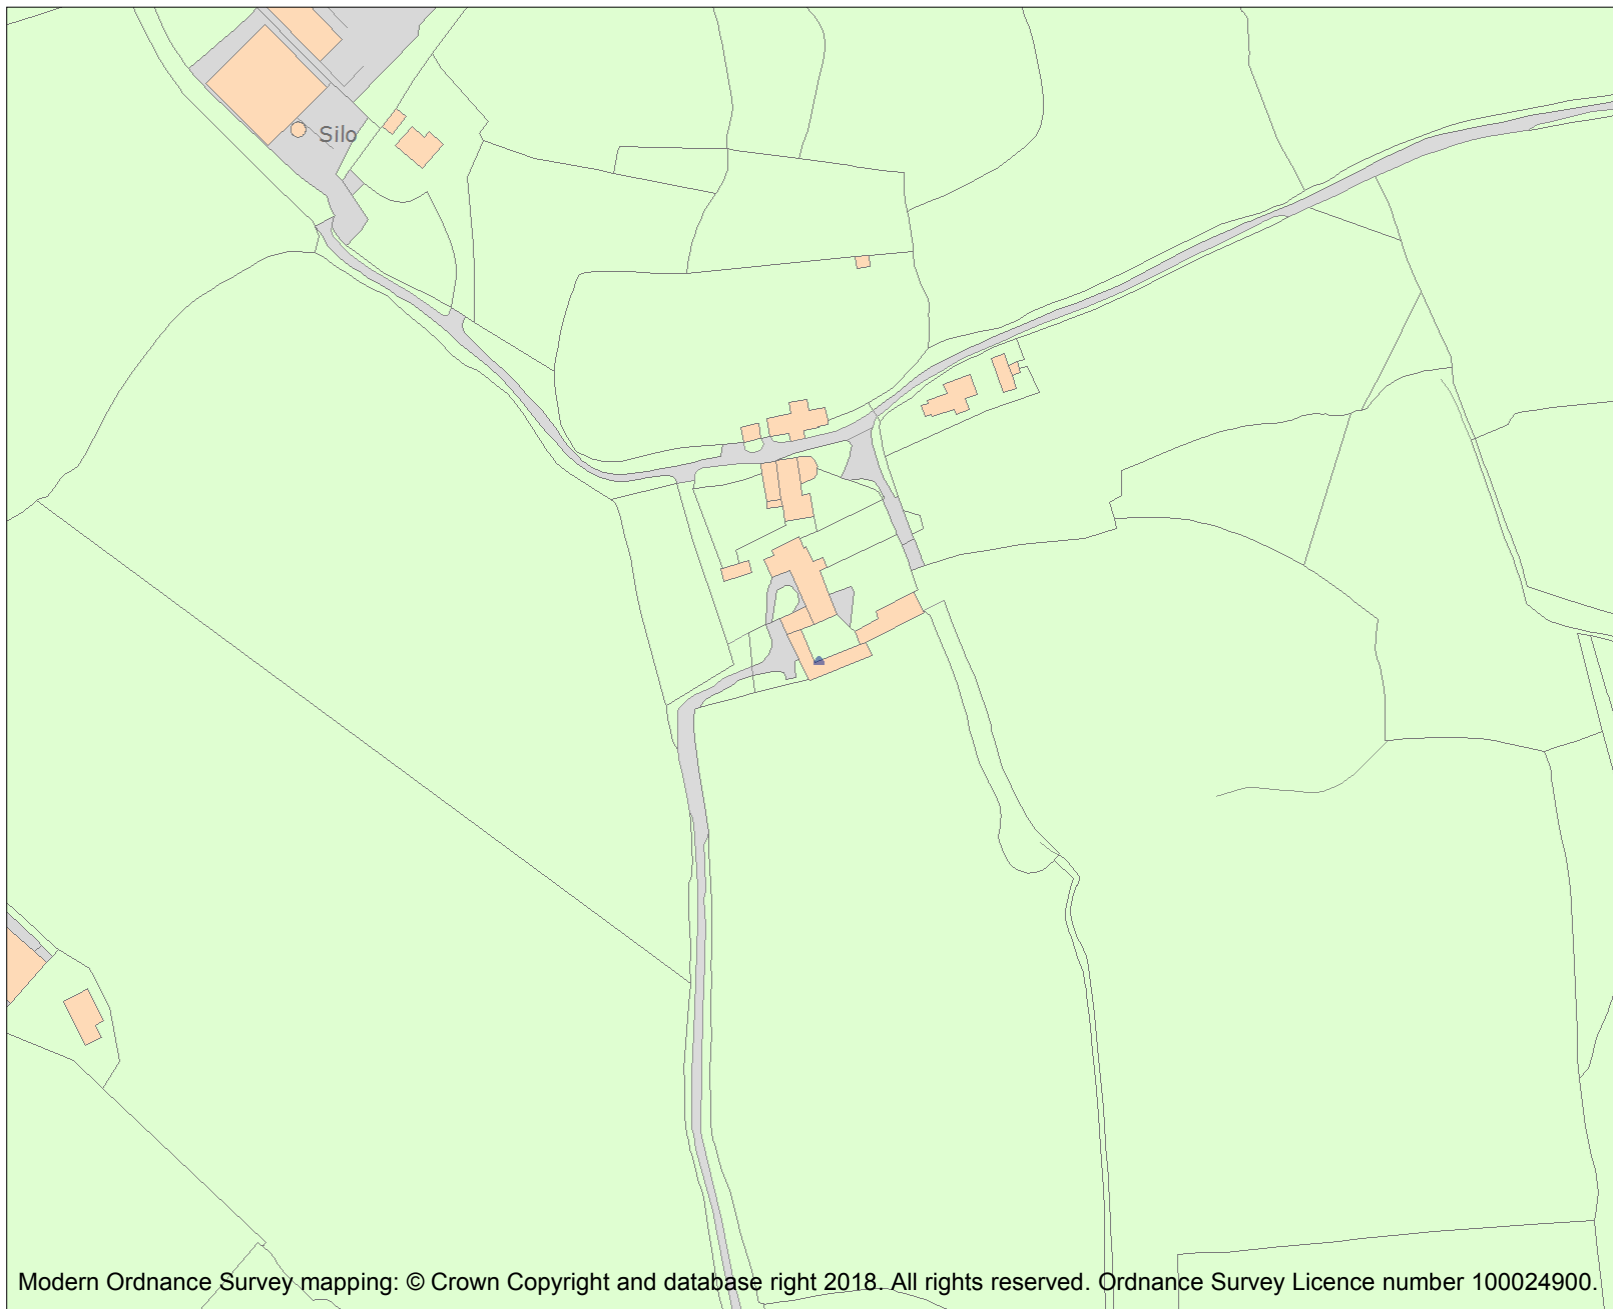 Silo
Modern Ordnance Survey mapping: © Crown Copyright and database right 2018. All rights reserved. Ordnance Survey Licence number 100024900.